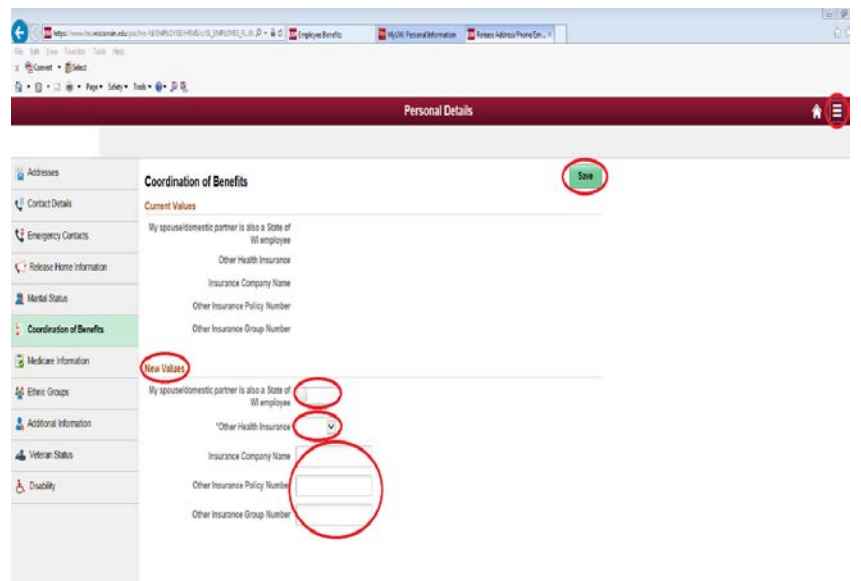 Employee Benefits
MyUW: Personal Information
Release Address/Phone/Em...
File Edit View Favorites Tools Help
x Convert Select
Page Safety Tools
Personal Details
Addresses
Contact Details
Emergency Contacts
Release Home Information
Marital Status
Coordination of Benefits
Medicare Information
Ethnic Groups
Additional Information
Veteran Status
Disability
Coordination of Benefits
Save
Current Values
My spouse/domestic partner is also a State of
WI employee
Other Health Insurance
Insurance Company Name
Other Insurance Policy Number
Other Insurance Group Number
New Values
My spouse/domestic partner is also a State of
WI employee
*Other Health Insurance
Insurance Company Name
Other Insurance Policy Number
Other Insurance Group Number